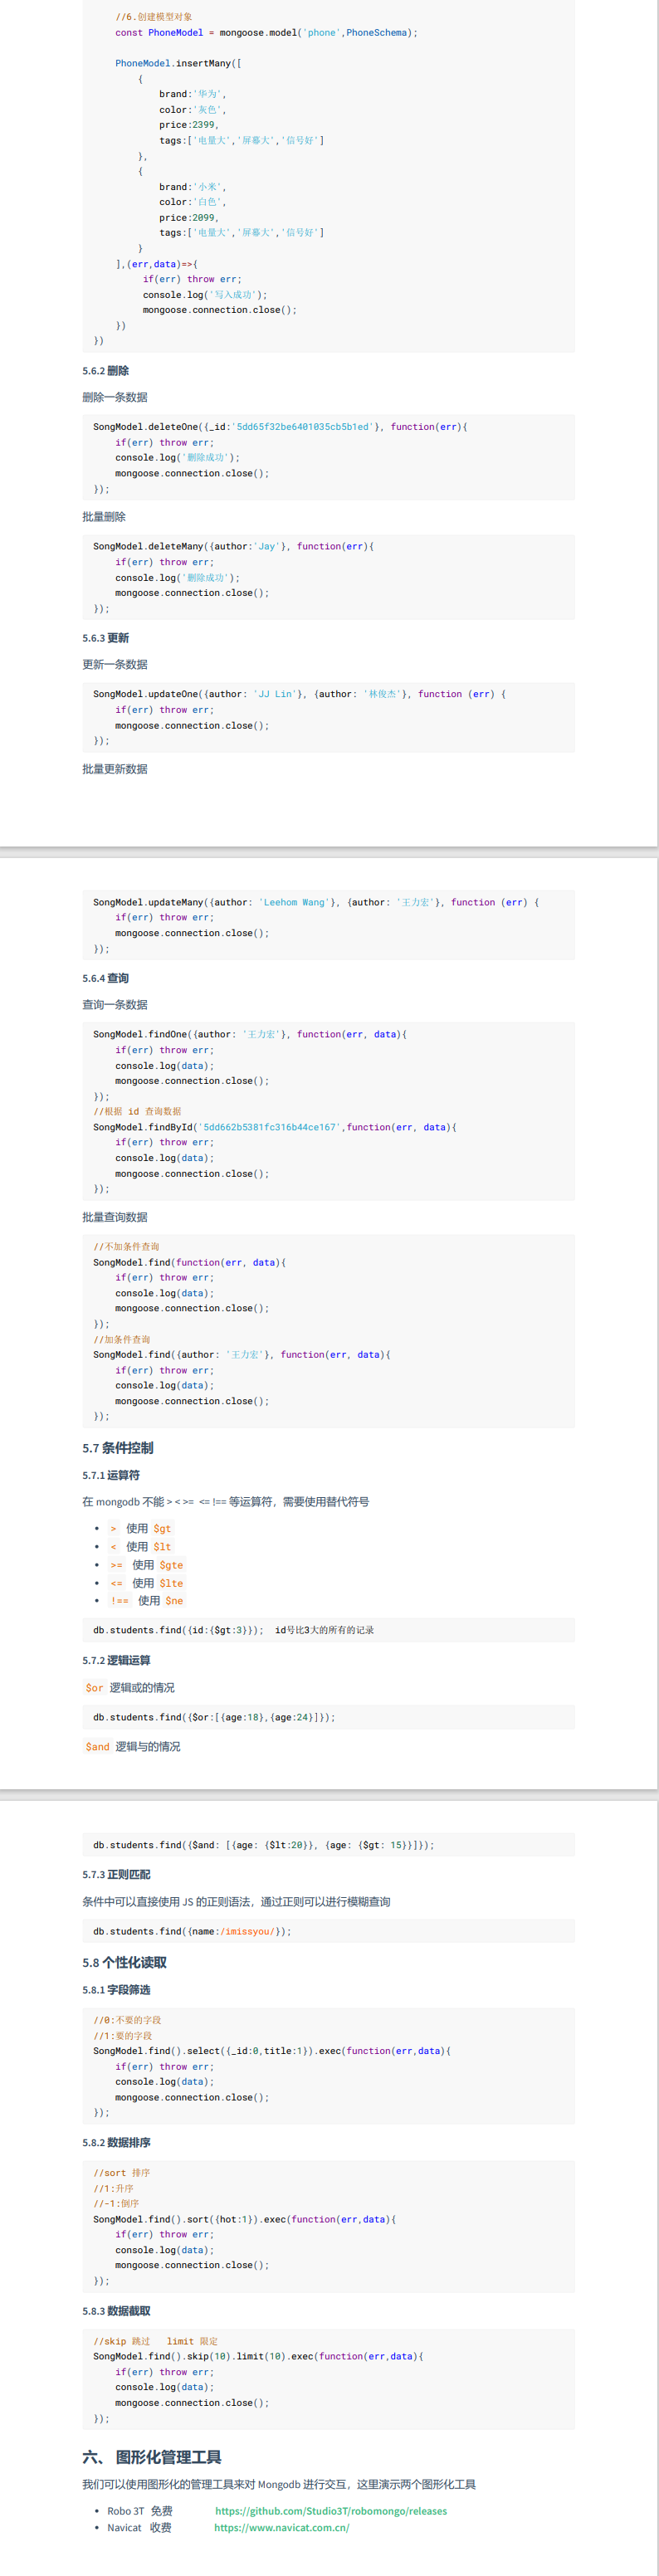 //6.创建模型对象
const PhoneModel = mongoose.model('phone',PhoneSchema);
PhoneModel.insertMany([
{
brand:'华为',
color:'灰色',
price:2399,
tags:['电量大','屏幕大','信号好']
},
{
brand:'小米',
color:'白色',
price:2099,
tags:['电量大','屏幕大','信号好']
}
],(err,data)=>{
if(err) throw err;
console.log('写入成功');
mongoose.connection.close();
})
})
5.6.2 删除
删除一条数据
SongModel.deleteOne({_id:'5dd65f32be6401035cb5b1ed'}, function(err){
if(err) throw err;
console.log('删除成功');
mongoose.connection.close();
});
批量删除
SongModel.deleteMany({author:'Jay'}, function(err){
if(err) throw err;
console.log('删除成功');
mongoose.connection.close();
});
5.6.3 更新
更新一条数据
SongModel.updateOne({author: 'JJ Lin'}, {author: '林俊杰'}, function (err) {
if(err) throw err;
mongoose.connection.close();
});
批量更新数据
SongModel.updateMany({author: 'Leehom Wang'}, {author: '王力宏'}, function (err) {
if(err) throw err;
mongoose.connection.close();
});
5.6.4 查询
查询一条数据
SongModel.findOne({author: '王力宏'}, function(err, data){
if(err) throw err;
console.log(data);
mongoose.connection.close();
});
//根据 id 查询数据
SongModel.findById('5dd662b5381fc316b44ce167',function(err, data){
if(err) throw err;
console.log(data);
mongoose.connection.close();
});
批量查询数据
//不加条件查询
SongModel.find(function(err, data){
if(err) throw err;
console.log(data);
mongoose.connection.close();
});
//加条件查询
SongModel.find({author: '王力宏'}, function(err, data){
if(err) throw err;
console.log(data);
mongoose.connection.close();
});
5.7 条件控制
5.7.1 运算符
在 mongodb 不能 > < >= <= !== 等运算符，需要使用替代符号
• > 使用 $gt
• < 使用 $lt
• >= 使用 $gte
• <= 使用 $lte
• !== 使用 $ne
db.students.find({id:{$gt:3}}); id号比3大的所有的记录
5.7.2 逻辑运算
$or 逻辑或的情况
db.students.find({$or:[{age:18},{age:24}]});
$and 逻辑与的情况
db.students.find({$and: [{age: {$lt:20}}, {age: {$gt: 15}}]});
5.7.3 正则匹配
条件中可以直接使用 JS 的正则语法，通过正则可以进行模糊查询
db.students.find({name:/imissyou/});
5.8 个性化读取
5.8.1 字段筛选
//0:不要的字段
//1:要的字段
SongModel.find().select({_id:0,title:1}).exec(function(err,data){
if(err) throw err;
console.log(data);
mongoose.connection.close();
});
5.8.2 数据排序
//sort 排序
//1:升序
//-1:倒序
SongModel.find().sort({hot:1}).exec(function(err,data){
if(err) throw err;
console.log(data);
mongoose.connection.close();
});
5.8.3 数据截取
//skip 跳过 limit 限定
SongModel.find().skip(10).limit(10).exec(function(err,data){
if(err) throw err;
console.log(data);
mongoose.connection.close();
});
六、 图形化管理工具
我们可以使用图形化的管理工具来对 Mongodb 进行交互，这里演示两个图形化工具
• Robo 3T 免费 https://github.com/Studio3T/robomongo/releases
• Navicat 收费 https://www.navicat.com.cn/